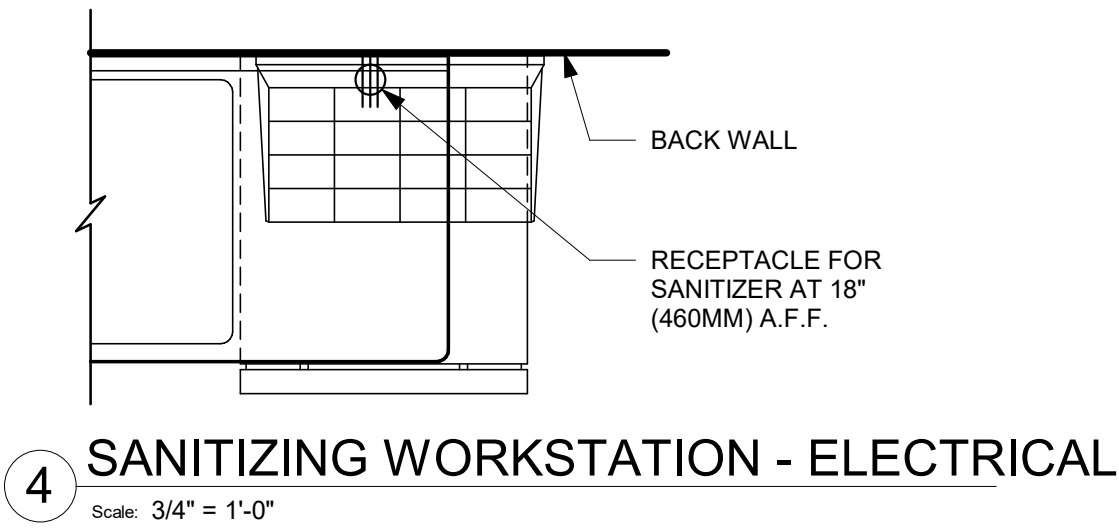 BACK WALL
RECEPTACLE FOR
SANITIZER AT 18"
(460MM) A.F.F.
4
SANITIZING WORKSTATION - ELECTRICAL
Scale: 3/4" = 1'-0"